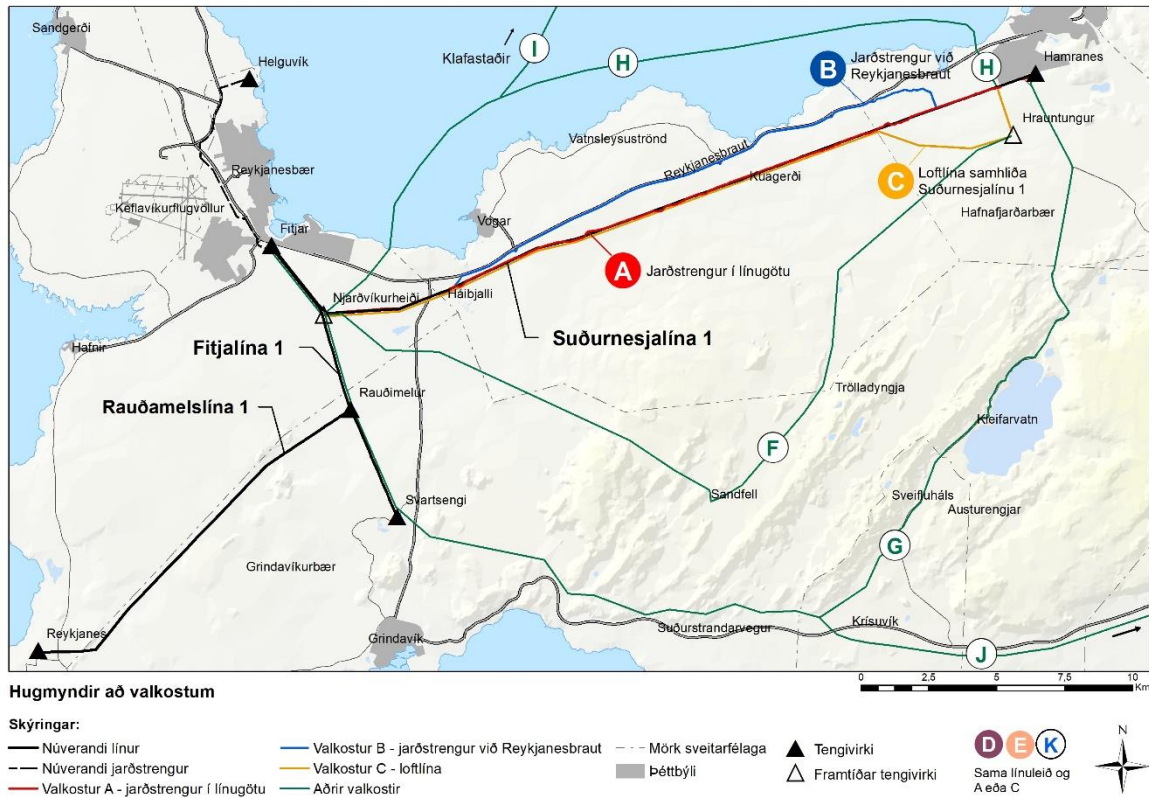 Sandgerði
Helguvík
Klafastaðir
I
H
B
Jarðstrengur við
Reykjanesbraut
H
Hamranes
Hrauntungur
Vatnsleysuströnd
Reykjanesbær
Keflavíkurflugvöllur
Reykjanesbraut
Kúagerði
C
Loftlína samhliða
Suðurnesjalínu 1
Hafnafjarðarbær
Vogar
Fitjar
A
Jarðstrengur í línugötu
Njarðvíkurheiði
Háibjalli
Hafnir
Fitjalína 1
Suðurnesjalína 1
Rauðimelur
Rauðamelslína 1
Trölladyngja
Kleifarvatn
F
Sandfell
Svartsengi
Sveifluháls
Austurengjar
G
Grindavíkurbær
Reykjanes
Grindavík
Suðurstrandarvegur
Krísuvík
J
Hugmyndir að valkostum
0 2,5 5 7,5 10
Km
Skýringar:
Núverandi línur
Núverandi jarðstrengur
Valkostur A - jarðstrengur í línugötu
Valkostur B - jarðstrengur við Reykjanesbraut
Valkostur C - loftlína
Aðrir valkostir
Mörk sveitarfélaga
Þéttbýli
Tengivirki
Framtíðar tengivirki
D E K
Sama línuleið og
A eða C
N